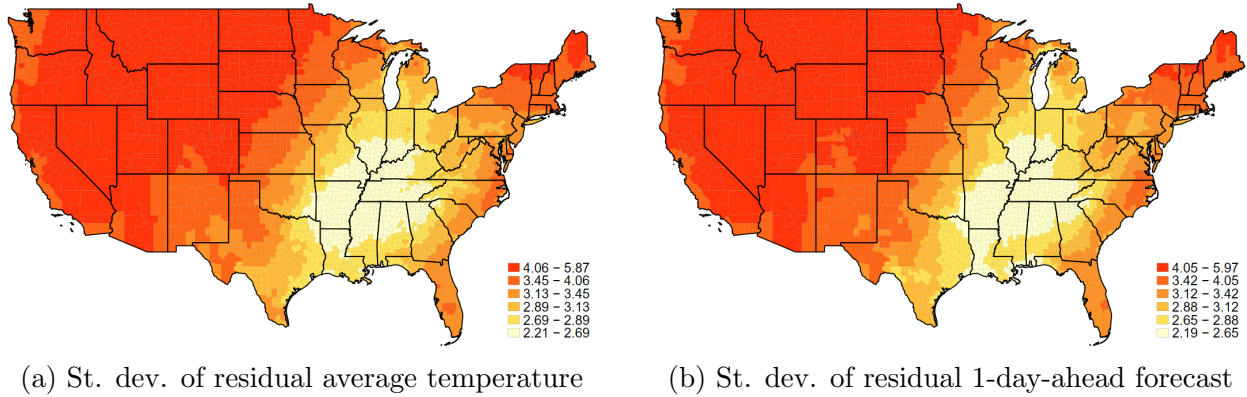 4.06 − 5.87
3.45 − 4.06
3.13 − 3.45
2.89 − 3.13
2.69 − 2.89
2.21 − 2.69
4.05 − 5.97
3.42 − 4.05
3.12 − 3.42
2.88 − 3.12
2.65 − 2.88
2.19 − 2.65
(a) St. dev. of residual average temperature
(b) St. dev. of residual 1-day-ahead forecast